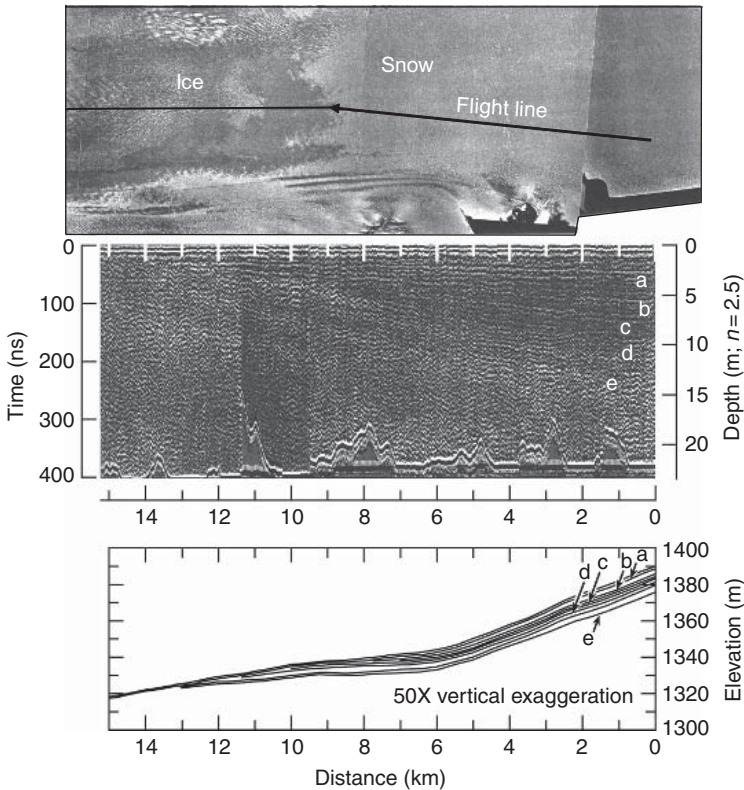 Ice
Snow
Flight line
0
100
200
300
400
Time (ns)
0
5
10
15
20
Depth (m; n = 2.5)
a
b
c
d
e
14 12 10 8 6 4 2 0
1400
1380
1360
1340
1320
1300
Elevation (m)
d c b a
e
50X vertical exaggeration
14 12 10 8 6 4 2 0
Distance (km)